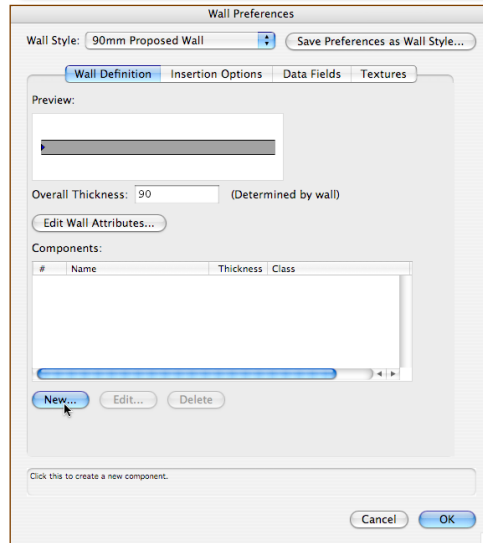 Wall Preferences
Wall Style: 90mm Proposed Wall Save Preferences as Wall Style...
Wall Definition Insertion Options Data Fields Textures
Preview:
Overall Thickness: 90 (Determined by wall)
Edit Wall Attributes...
Components:
# Name Thickness Class
New... Edit... Delete
Click this to create a new component.
Cancel OK